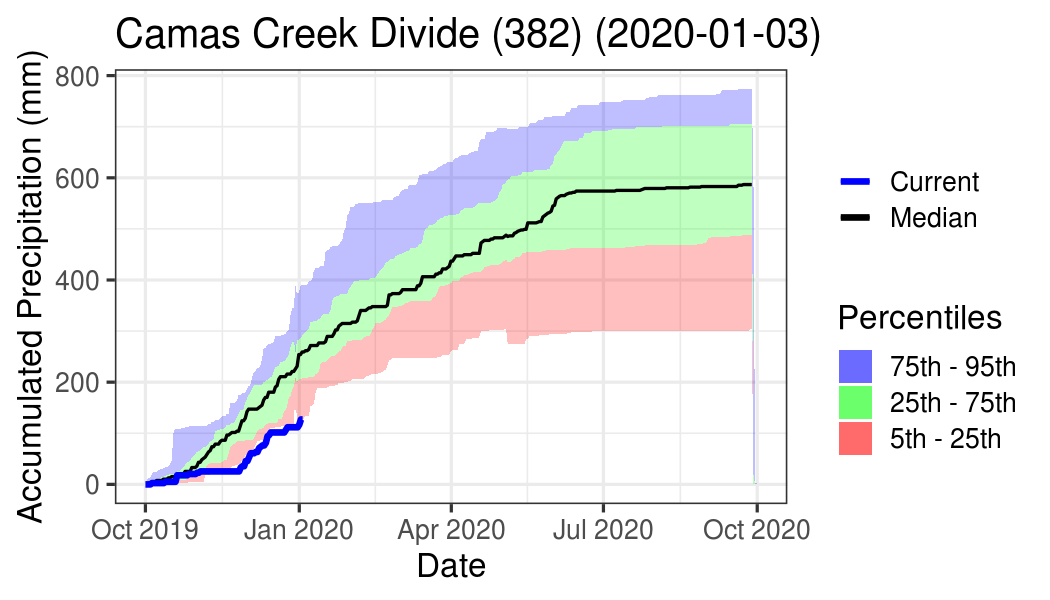 Camas Creek Divide (382) (2020-01-03)
Accumulated Precipitation (mm)
800
600
400
200
0
Oct 2019
Jan 2020
Apr 2020
Jul 2020
Oct 2020
Date
Current
Median
Percentiles
75th - 95th
25th - 75th
5th - 25th